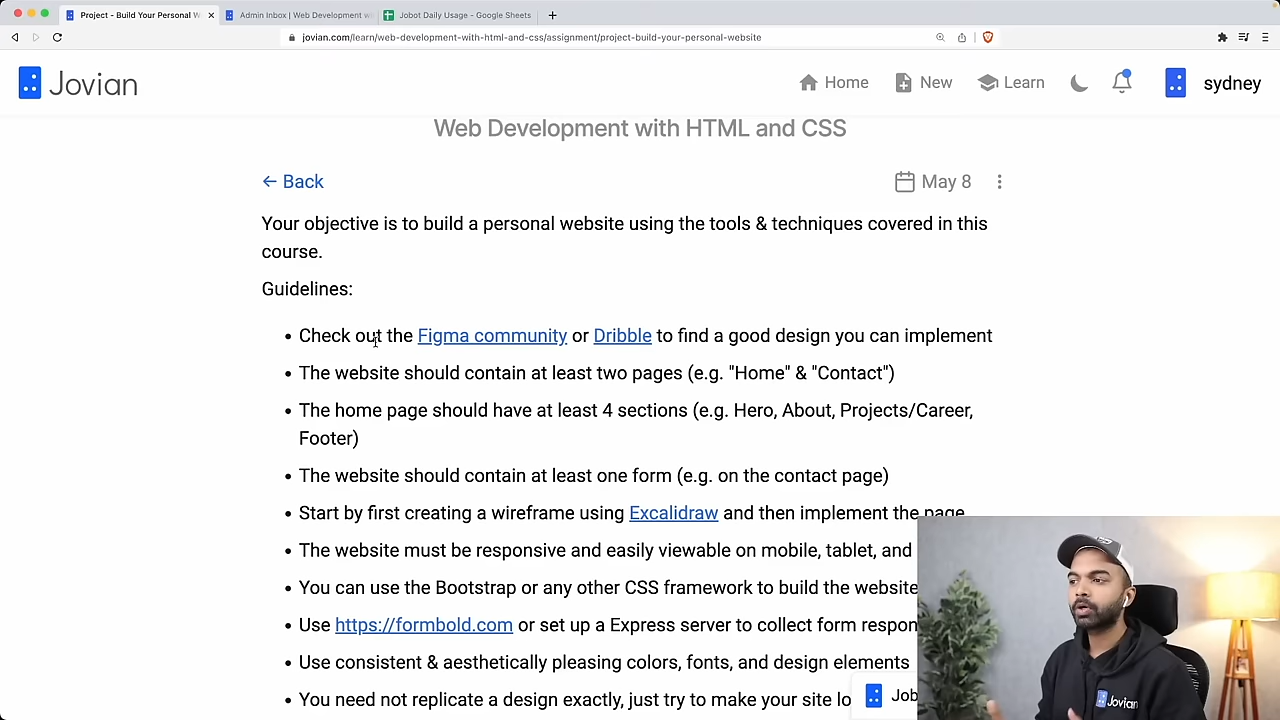 Project - Build Your Personal W
Admin Inbox | Web Development w
Jobot Daily Usage - Google Sheets
jovian.com/learn/web-development-with-html-and-css/assignment/project-build-your-personal-website
Jovian
Home
New
Learn
sydney
Web Development with HTML and CSS
← Back
May 8
Your objective is to build a personal website using the tools & techniques covered in this
course.
Guidelines:
• Check out the Figma community or Dribble to find a good design you can implement
• The website should contain at least two pages (e.g. "Home" & "Contact")
• The home page should have at least 4 sections (e.g. Hero, About, Projects/Career,
Footer)
• The website should contain at least one form (e.g. on the contact page)
• Start by first creating a wireframe using Excalidraw and then implement the page
• The website must be responsive and easily viewable on mobile, tablet, and
• You can use the Bootstrap or any other CSS framework to build the website
• Use https://formbold.com or set up a Express server to collect form respon
• Use consistent & aesthetically pleasing colors, fonts, and design elements
• You need not replicate a design exactly, just try to make your site lo
Job
Jovian